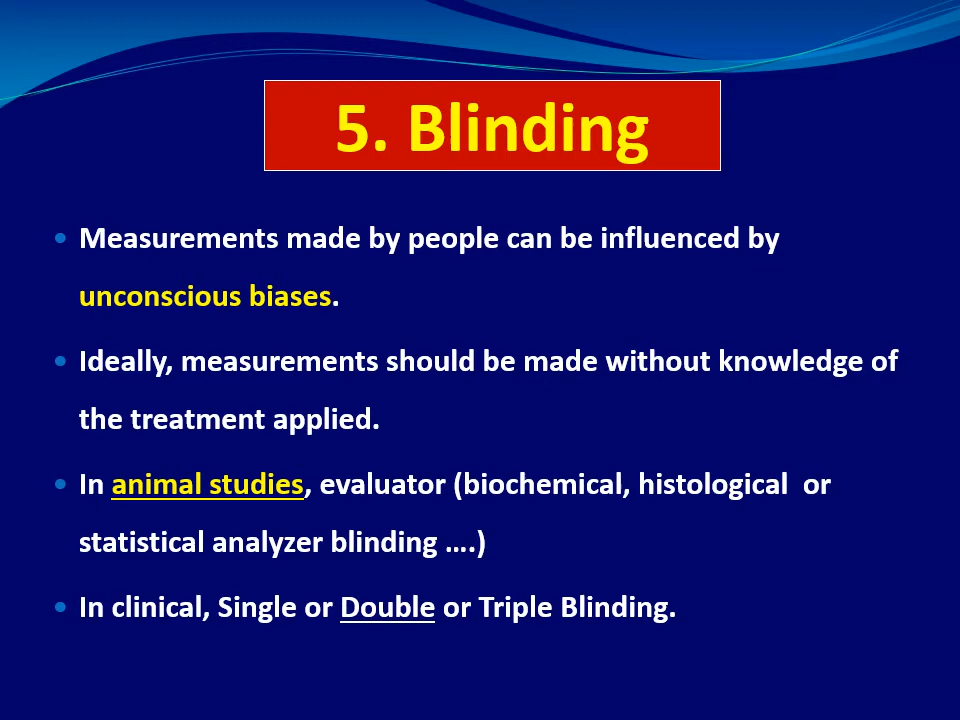 5. Blinding
• Measurements made by people can be influenced by
unconscious biases.
• Ideally, measurements should be made without knowledge of
the treatment applied.
• In animal studies, evaluator (biochemical, histological  or
statistical analyzer blinding ….)
• In clinical, Single or Double or Triple Blinding.